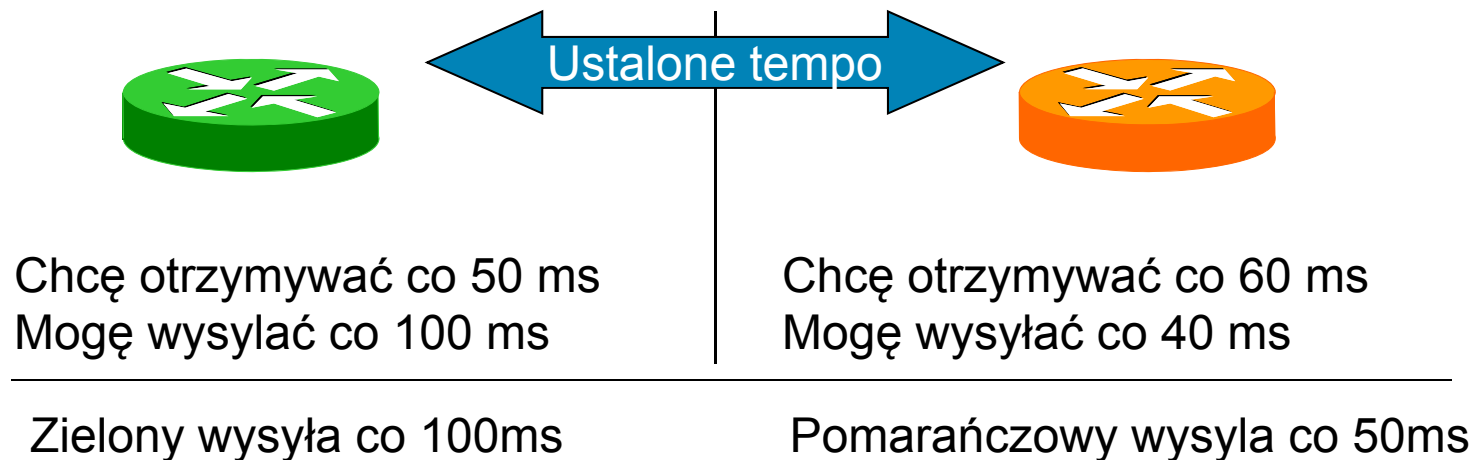 Ustalone tempo
Chcę otrzymywać co 50 ms
Mogę wysylać co 100 ms
Chcę otrzymywać co 60 ms
Mogę wysyłać co 40 ms
Zielony wysyła co 100ms
Pomarańczowy wysyla co 50ms